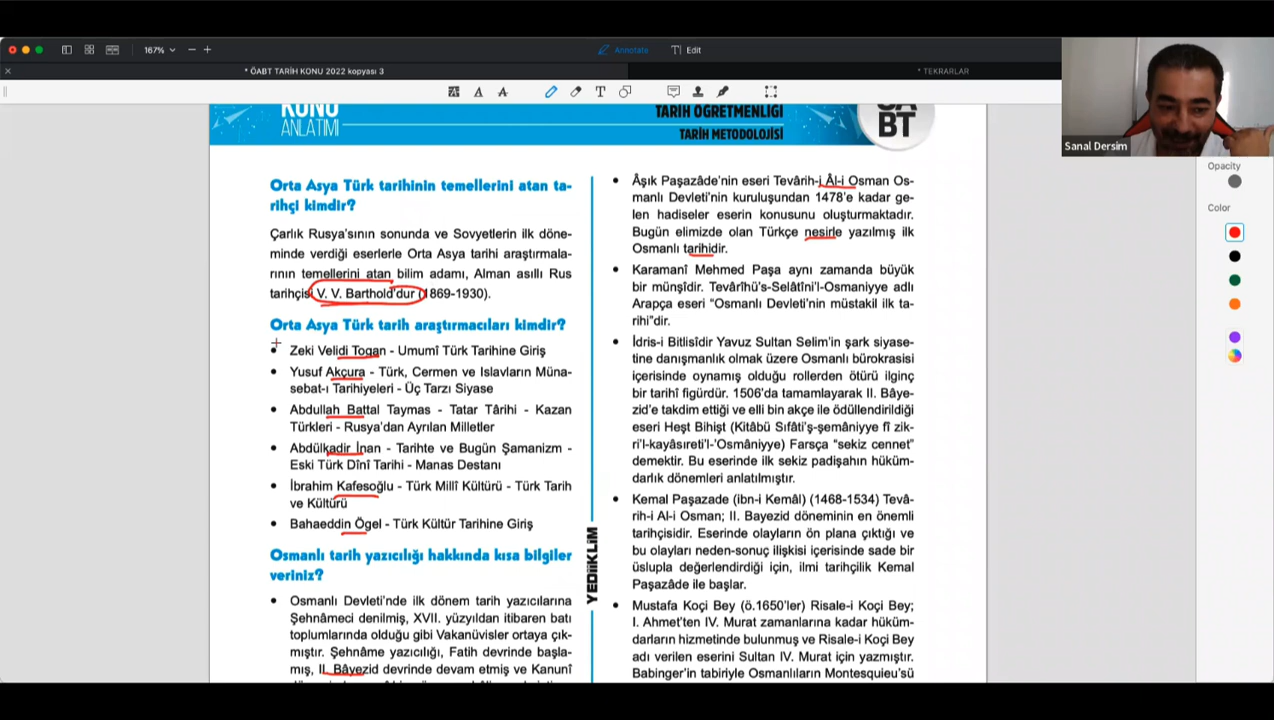 167%
Annotate
Edit
* ÖABT TARİH KONU 2022 kopyası 3
* TEKRARLAR
Sanal Dersim
Opacity
Color
KONU
ANLATIMI
TARİH ÖĞRETMENLİĞİ
TARİH METODOLOJİSİ
BT
Orta Asya Türk tarihinin temellerini atan ta-
rihçi kimdir?
Çarlık Rusya'sının sonunda ve Sovyetlerin ilk döne-
minde verdiği eserlerle Orta Asya tarihi araştırmala-
rının temellerini atan bilim adamı, Alman asıllı Rus
tarihçisi V. V. Barthold'dur (1869-1930).
Orta Asya Türk tarih araştırmacıları kimdir?
• Zeki Velidi Togan - Umumî Türk Tarihine Giriş
• Yusuf Akçura - Türk, Cermen ve Islavların Müna-
sebat-ı Tarihiyeleri - Üç Tarzı Siyase
• Abdullah Battal Taymas - Tatar Târihi - Kazan
Türkleri - Rusya'dan Ayrılan Milletler
• Abdülkadir İnan - Tarihte ve Bugün Şamanizm -
Eski Türk Dînî Tarihi - Manas Destanı
• İbrahim Kafesoğlu - Türk Millî Kültürü - Türk Tarih
ve Kültürü
• Bahaeddin Ögel - Türk Kültür Tarihine Giriş
Osmanlı tarih yazıcılığı hakkında kısa bilgiler
veriniz?
• Osmanlı Devleti'nde ilk dönem tarih yazıcılarına
Şehnâmeci denilmiş, XVII. yüzyıldan itibaren batı
toplumlarında olduğu gibi Vakanüvisler ortaya çık-
mıştır. Şehnâme yazıcılığı, Fatih devrinde başla-
mış, II. Bâyezid devrinde devam etmiş ve Kanunî
YEDİİKLİM
• Âşık Paşazâde'nin eseri Tevârih-i Âl-i Osman Os-
manlı Devleti'nin kuruluşundan 1478'e kadar ge-
len hadiseler eserin konusunu oluşturmaktadır.
Bugün elimizde olan Türkçe nesirle yazılmış ilk
Osmanlı tarihidir.
• Karamanî Mehmed Paşa aynı zamanda büyük
bir münşîdir. Tevârîhü's-Selâtîni'l-Osmaniyye adlı
Arapça eseri “Osmanlı Devleti'nin müstakil ilk ta-
rihi”dir.
• İdris-i Bitlisîdir Yavuz Sultan Selim'in şark siyase-
tine danışmanlık olmak üzere Osmanlı bürokrasisi
içerisinde oynamış olduğu rollerden ötürü ilginç
bir tarihî figürdür. 1506'da tamamlayarak II. Bâye-
zid'e takdim ettiği ve elli bin akçe ile ödüllendirildiği
eseri Heşt Bihişt (Kitâbü Sıfâti'ş-şemâniyye fî zik-
ri'l-kayâsıreti'l-'Osmâniyye) Farsça “sekiz cennet”
demektir. Bu eserinde ilk sekiz padişahın hüküm-
darlık dönemleri anlatılmıştır.
• Kemal Paşazade (ibn-i Kemâl) (1468-1534) Tevâ-
rih-i Al-i Osman; II. Bayezid döneminin en önemli
tarihçisidir. Eserinde olayların ön plana çıktığı ve
bu olayları neden-sonuç ilişkisi içerisinde sade bir
üslupla değerlendirdiği için, ilmi tarihçilik Kemal
Paşazâde ile başlar.
• Mustafa Koçi Bey (ö.1650'ler) Risale-i Koçi Bey;
I. Ahmet'ten IV. Murat zamanlarına kadar hüküm-
darların hizmetinde bulunmuş ve Risale-i Koçi Bey
adı verilen eserini Sultan IV. Murat için yazmıştır.
Babinger'in tabiriyle Osmanlıların Montesquieu'sü